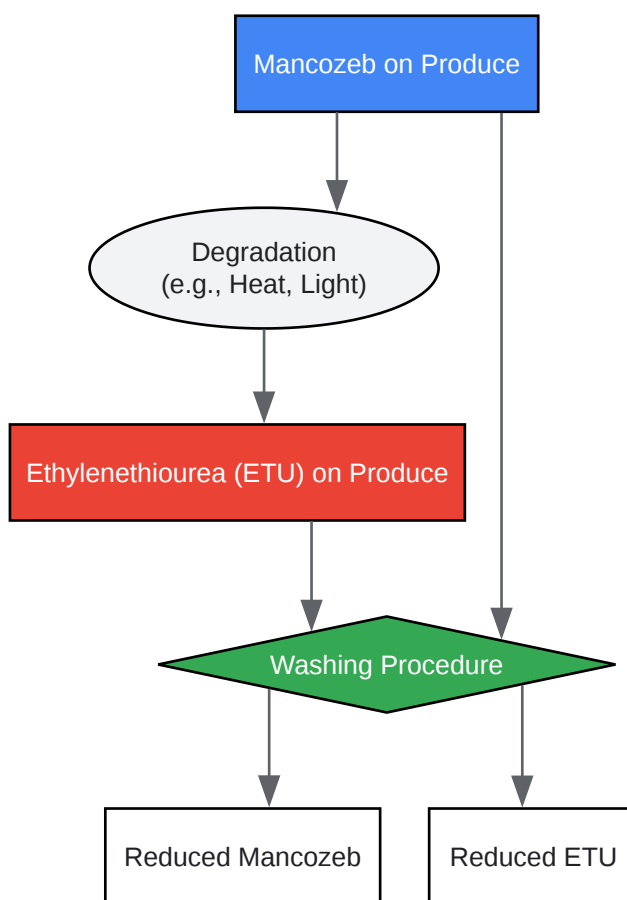 Mancozeb on Produce
Degradation
(e.g., Heat, Light)
Ethylenethiourea (ETU) on Produce
Washing Procedure
Reduced Mancozeb
Reduced ETU